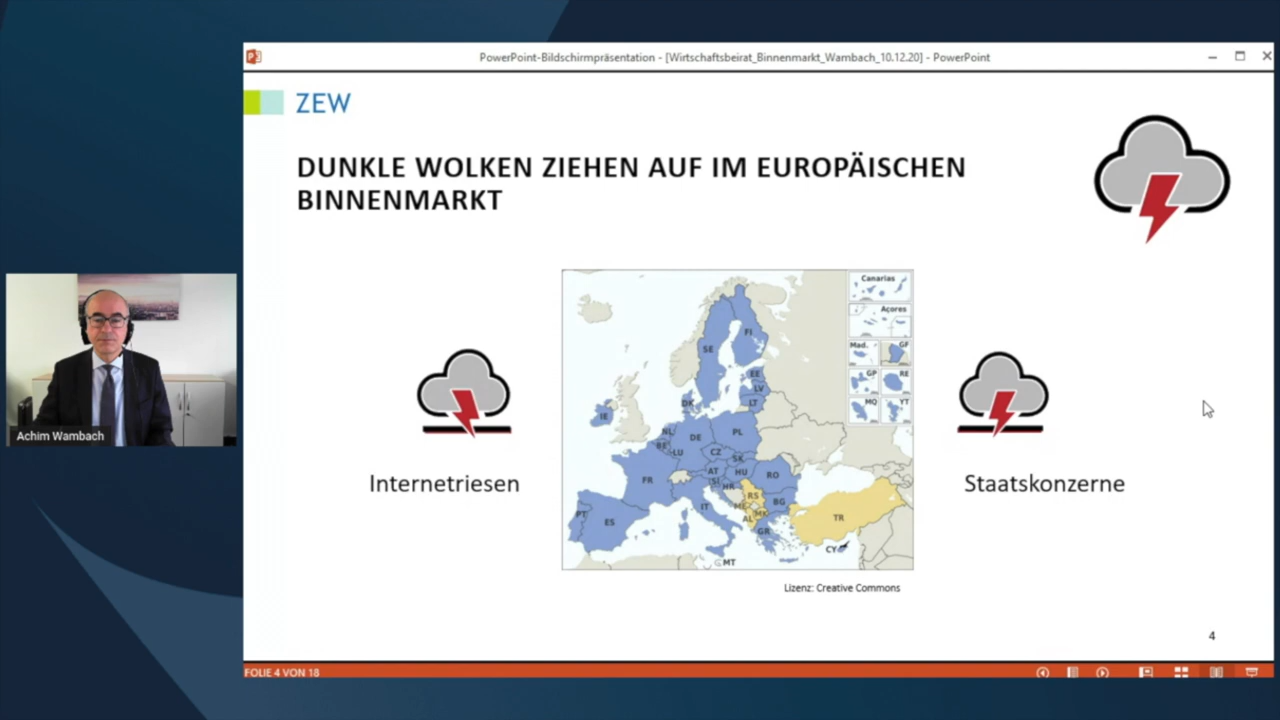 PowerPoint-Bildschirmpräsentation - [Wirtschaftsbeirat_Binnenmarkt_Wambach_10.12.20] - PowerPoint
ZEW
DUNKLE WOLKEN ZIEHEN AUF IM EUROPÄISCHEN
BINNENMARKT
Canarias
Açores
Mad.
GF
GP
RE
MQ
YT
FI
SE
EE
LV
LT
DK
IE
NL
DE
PL
BE
LU
CZ
SK
FR
AT
HU
RO
SI
HR
RS
BG
PT
ES
IT
ME
MK
AL
GR
TR
CY
MT
Internetriesen
Staatskonzerne
Lizenz: Creative Commons
Achim Wambach
4
FOLIE 4 VON 18